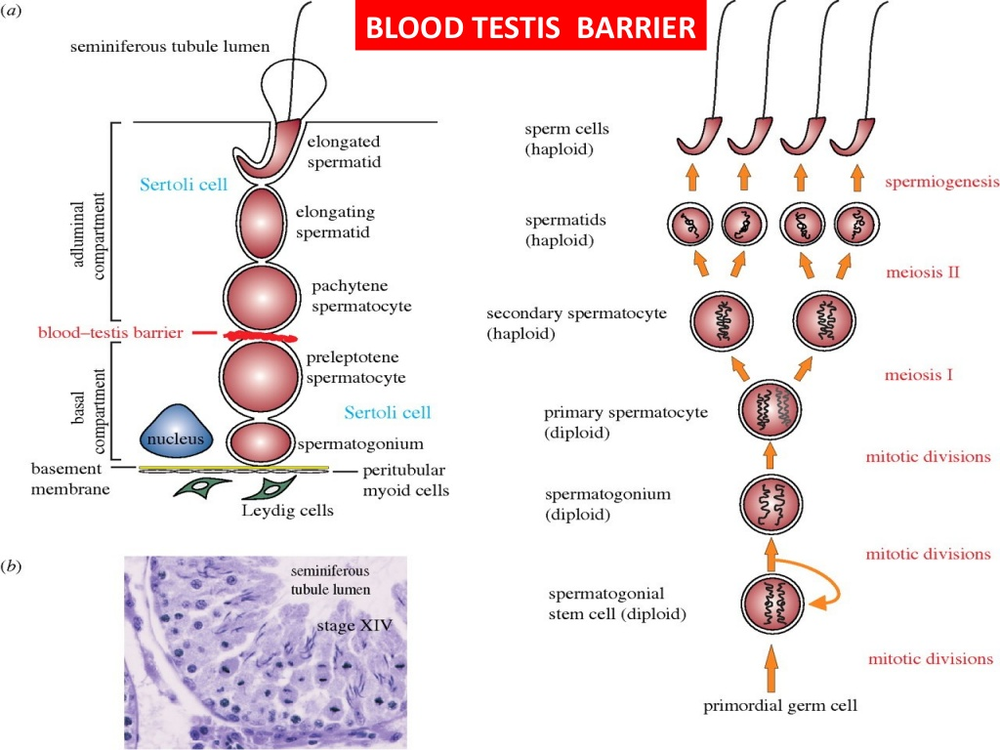 (a)
BLOOD TESTIS BARRIER
seminiferous tubule lumen
elongated
spermatid
Sertoli cell
elongating
spermatid
adluminal
compartment
pachytene
spermatocyte
blood–testis barrier
preleptotene
spermatocyte
basal
compartment
Sertoli cell
nucleus
spermatogonium
basement
membrane
peritubular
myoid cells
Leydig cells
(b)
seminiferous
tubule lumen
stage XIV
sperm cells
(haploid)
spermiogenesis
spermatids
(haploid)
meiosis II
secondary spermatocyte
(haploid)
meiosis I
primary spermatocyte
(diploid)
mitotic divisions
spermatogonium
(diploid)
mitotic divisions
spermatogonial
stem cell (diploid)
mitotic divisions
primordial germ cell